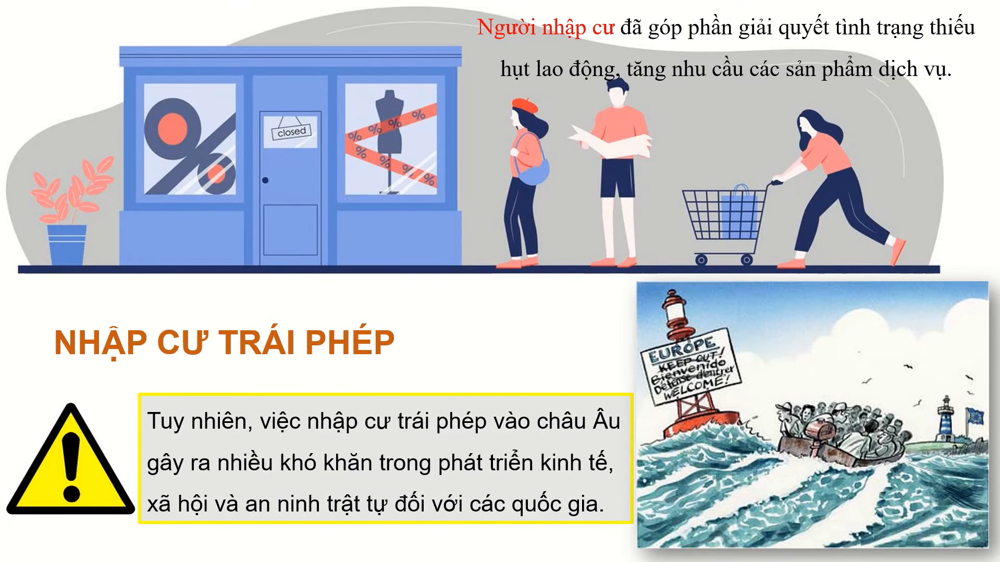 Người nhập cư đã góp phần giải quyết tình trạng thiếu
hụt lao động, tăng nhu cầu các sản phẩm dịch vụ.
closed
% % %
% % % %
NHẬP CƯ TRÁI PHÉP
Tuy nhiên, việc nhập cư trái phép vào châu Âu
gây ra nhiều khó khăn trong phát triển kinh tế,
xã hội và an ninh trật tự đối với các quốc gia.
EUROPE
KEEP OUT!
Bienvenido
Défense d'entrer
WELCOME!